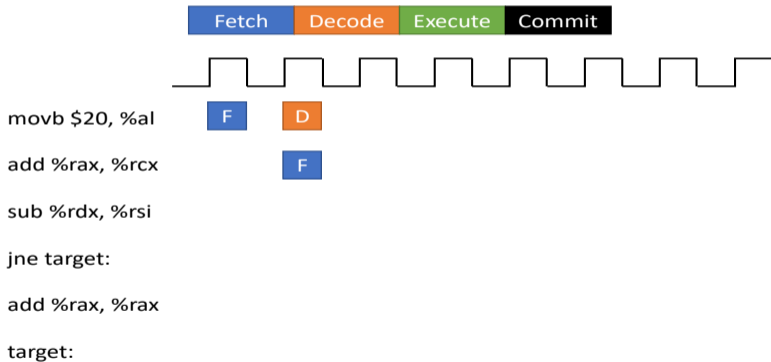 Fetch Decode Execute Commit
movb $20, %al F D
add %rax, %rcx F
sub %rdx, %rsi
jne target:
add %rax, %rax
target: